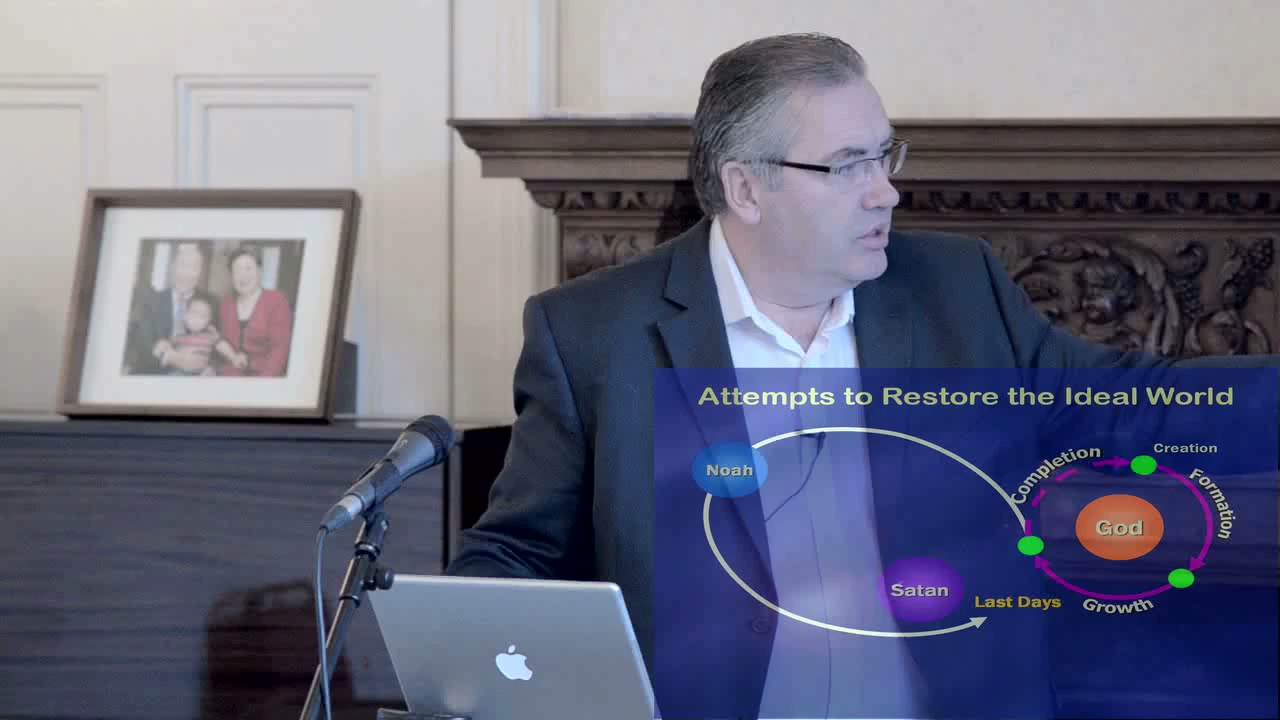 Attempts to Restore the Ideal World
Noah
Satan
Last Days
Completion
Creation
Formation
God
Growth